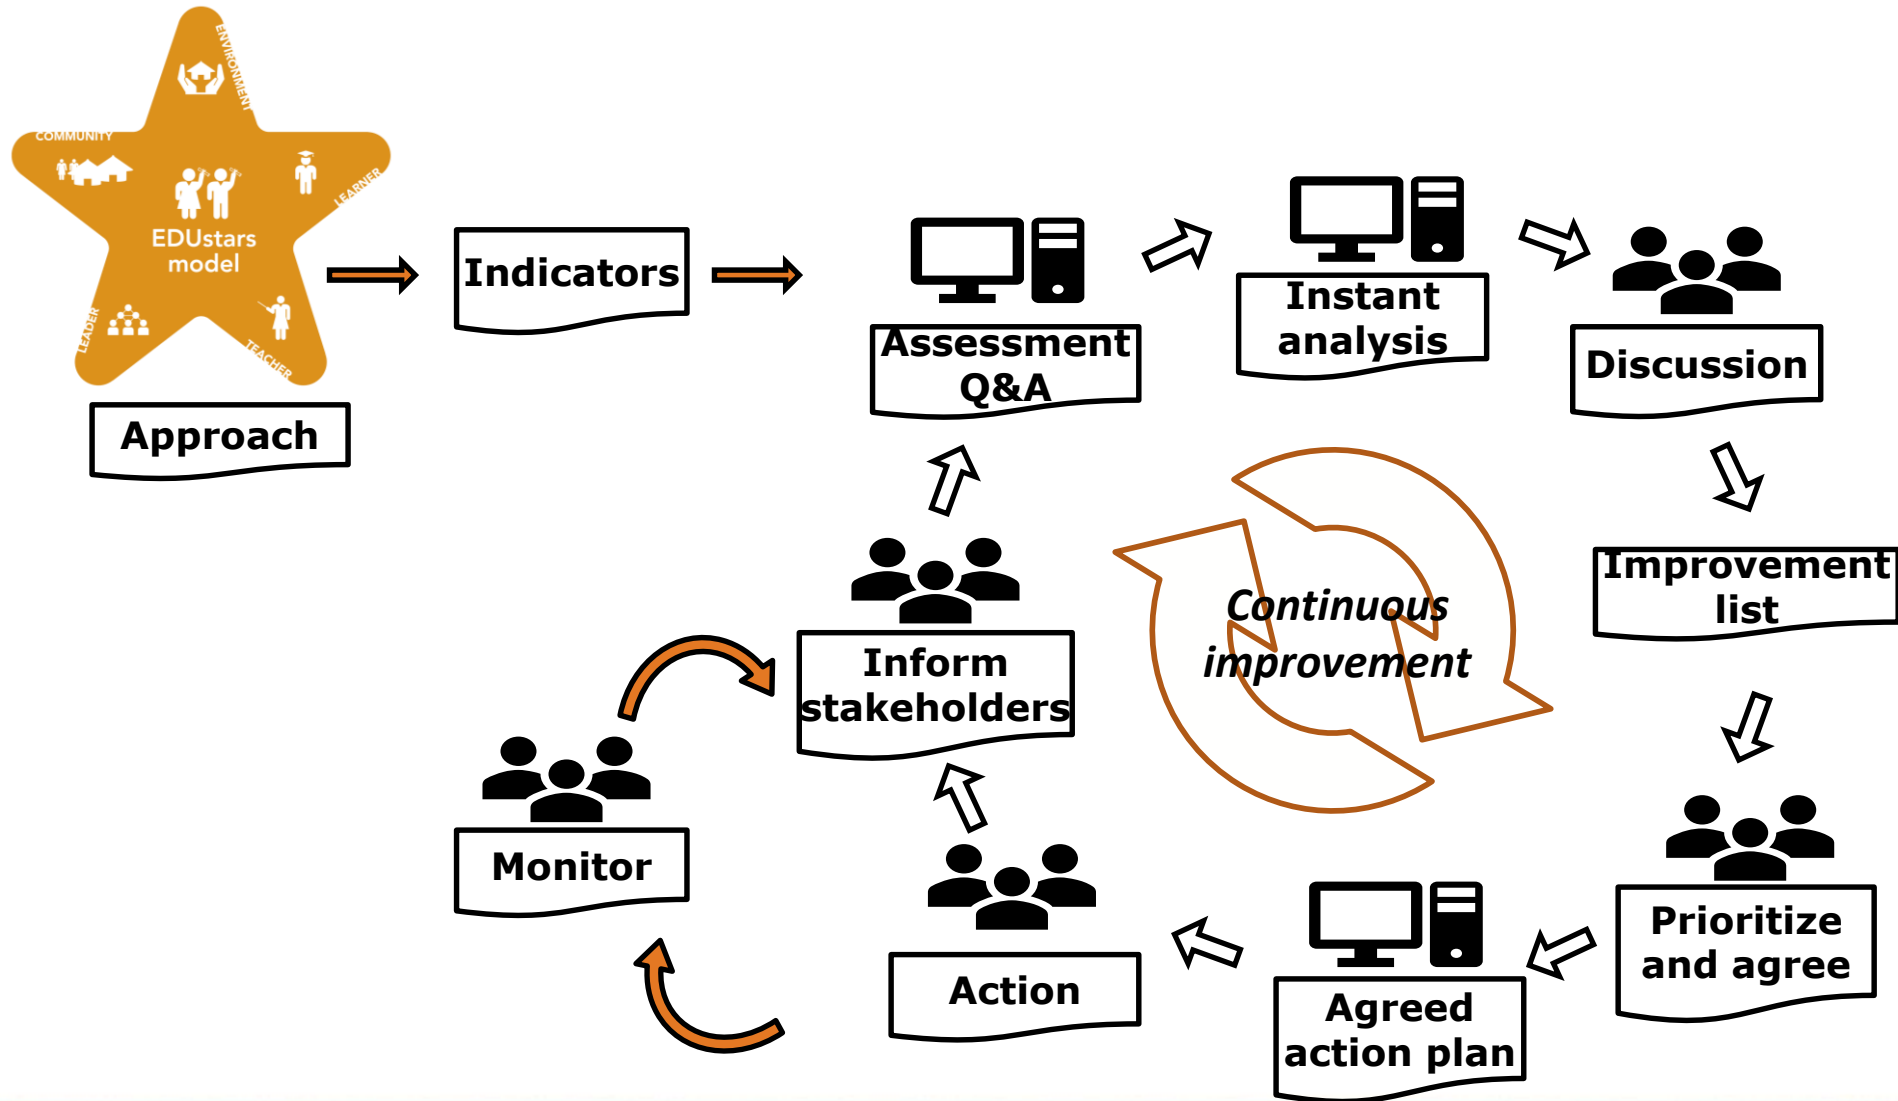 ENVIRONMENT
COMMUNITY
LEARNER
EDUstars
model
LEADER
TEACHER
Approach
Indicators
Assessment
Q&A
Instant
analysis
Discussion
Improvement
list
Continuous
improvement
Inform
stakeholders
Monitor
Action
Agreed
action plan
Prioritize
and agree